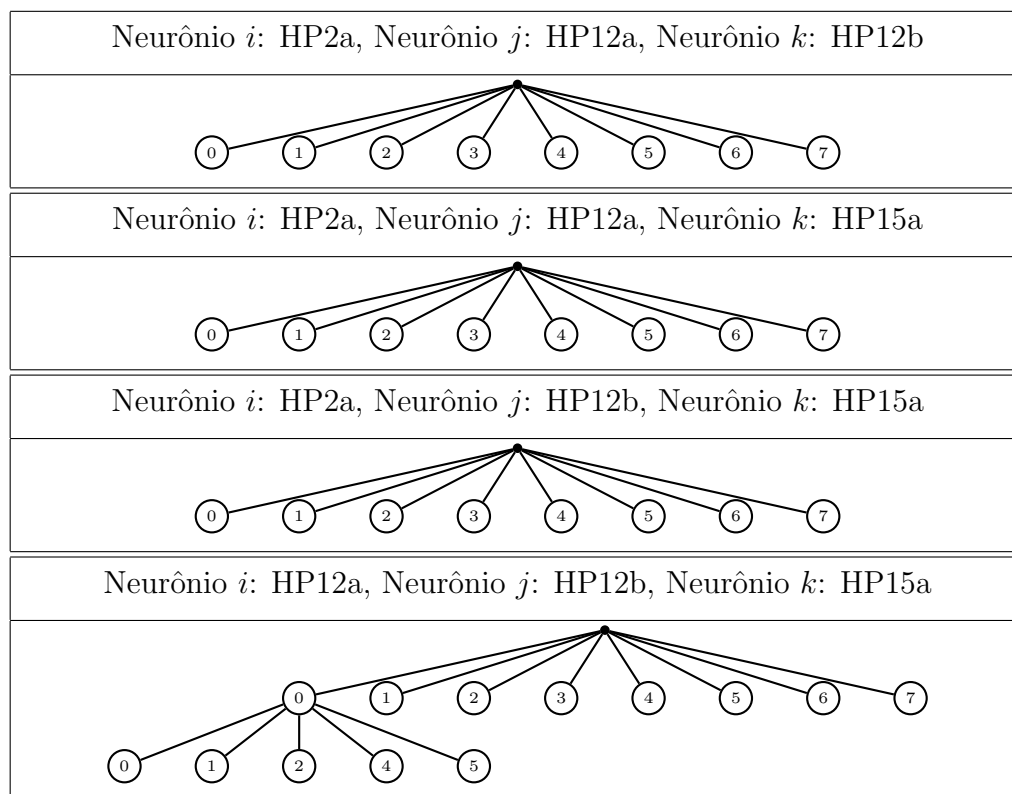 Neurônio i: HP2a, Neurônio j: HP12a, Neurônio k: HP12b
0 1 2 3 4 5 6 7
Neurônio i: HP2a, Neurônio j: HP12a, Neurônio k: HP15a
0 1 2 3 4 5 6 7
Neurônio i: HP2a, Neurônio j: HP12b, Neurônio k: HP15a
0 1 2 3 4 5 6 7
Neurônio i: HP12a, Neurônio j: HP12b, Neurônio k: HP15a
0 1 2 3 4 5 6 7
0 1 2 4 5